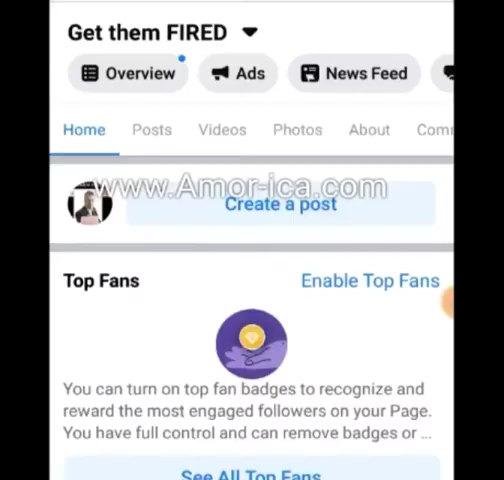 Get them FIRED
Overview
Ads
News Feed
Home
Posts
Videos
Photos
About
Com
www.Amor-ica.com
Create a post
Top Fans
Enable Top Fans
You can turn on top fan badges to recognize and
reward the most engaged followers on your Page.
You have full control and can remove badges or ...
See All Top Fans